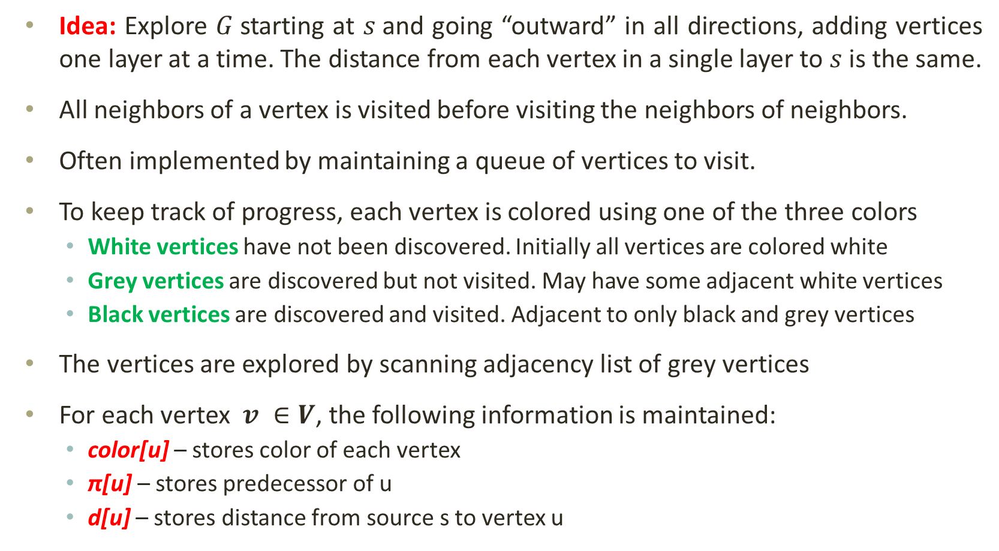 • Idea: Explore G starting at s and going “outward” in all directions, adding vertices
one layer at a time. The distance from each vertex in a single layer to s is the same.
• All neighbors of a vertex is visited before visiting the neighbors of neighbors.
• Often implemented by maintaining a queue of vertices to visit.
• To keep track of progress, each vertex is colored using one of the three colors
• White vertices have not been discovered. Initially all vertices are colored white
• Grey vertices are discovered but not visited. May have some adjacent white vertices
• Black vertices are discovered and visited. Adjacent to only black and grey vertices
• The vertices are explored by scanning adjacency list of grey vertices
• For each vertex v ∈ V, the following information is maintained:
• color[u] – stores color of each vertex
• π[u] – stores predecessor of u
• d[u] – stores distance from source s to vertex u